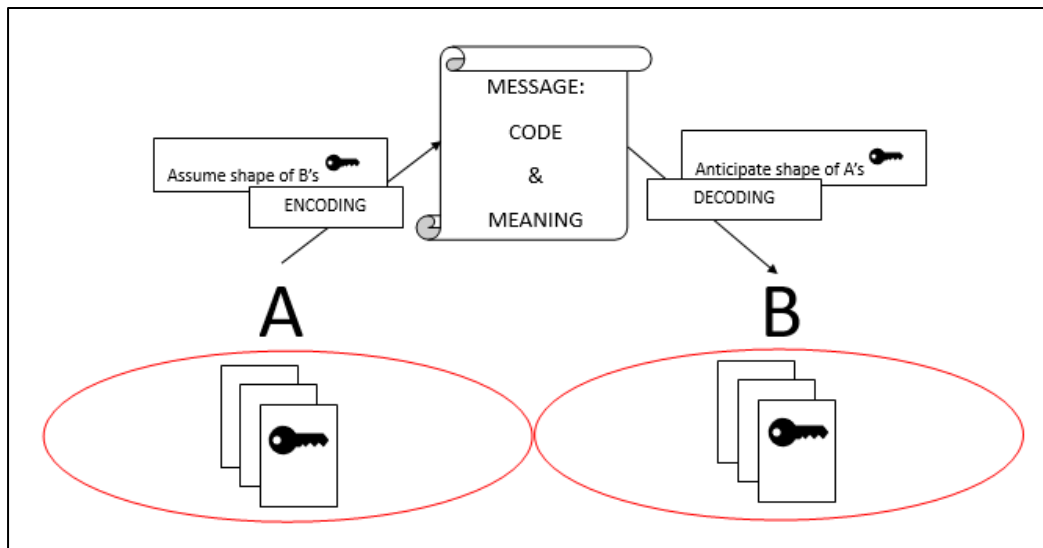 MESSAGE:
CODE
&
MEANING
Assume shape of B's
ENCODING
Anticipate shape of A's
DECODING
A
B